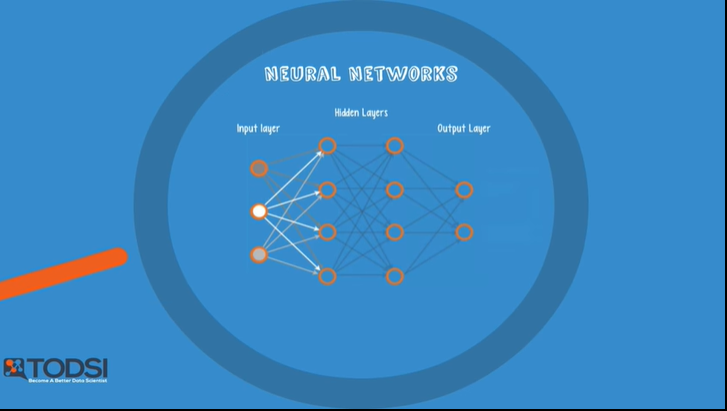 NEURAL NETWORKS
Hidden Layers
Input layer
Output Layer
TODSI
Become A Better Data Scientist